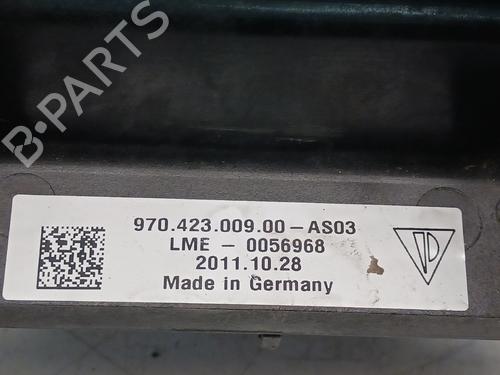 B-PARTS
970.423.009.00-AS03
LME - 0056968
2011.10.28
Made in Germany